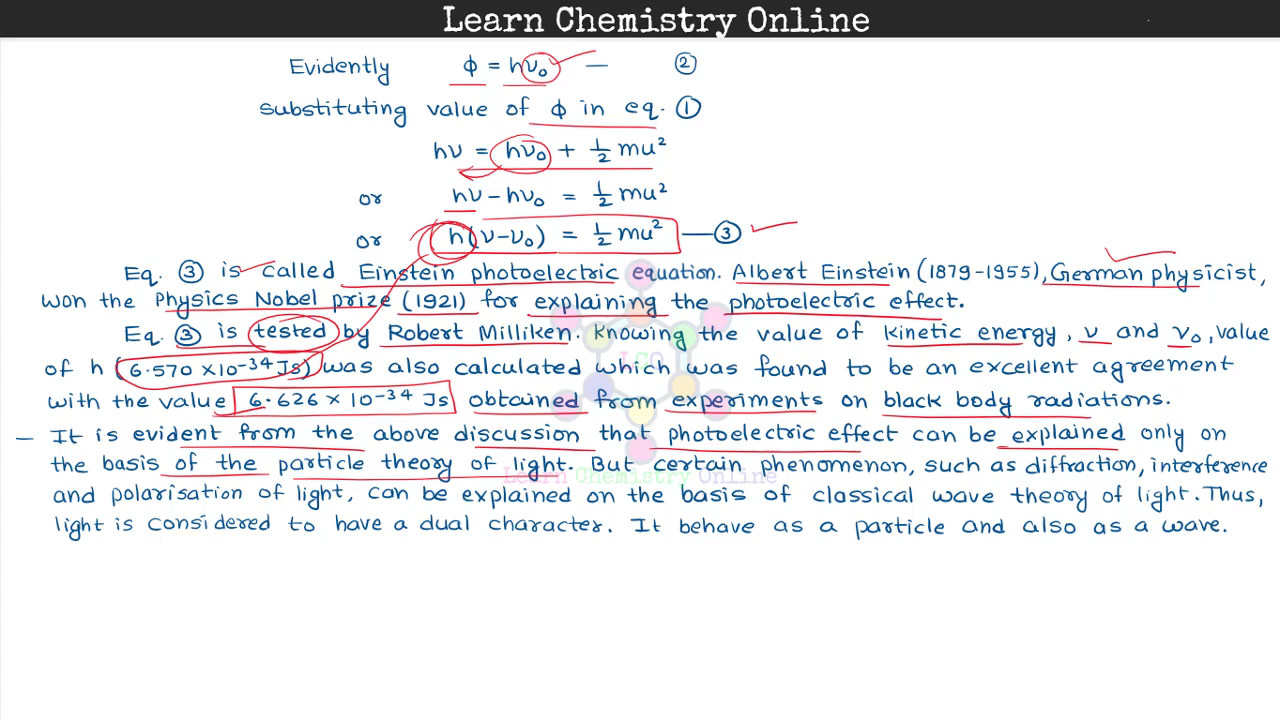 Learn Chemistry Online
Evidently ϕ = hν₀ — ②
substituting value of ϕ in eq. ①
hν = hν₀ + ½ mu²
or hν - hν₀ = ½ mu²
or h(ν-ν₀) = ½ mu² — ③
Eq. ③ is called Einstein photoelectric equation. Albert Einstein (1879-1955), German physicist,
won the Physics Nobel prize (1921) for explaining the photoelectric effect.
Eq. ③ is tested by Robert Milliken. Knowing the value of kinetic energy, ν and ν₀, value
of h (6.570 ×10⁻³⁴ Js) was also calculated which was found to be an excellent agreement
with the value 6.626 × 10⁻³⁴ Js obtained from experiments on black body radiations.
- It is evident from the above discussion that photoelectric effect can be explained only on
the basis of the particle theory of light. But certain phenomenon, such as diffraction, interference
and polarisation of light, can be explained on the basis of classical wave theory of light. Thus,
light is considered to have a dual character. It behave as a particle and also as a wave.
LCO
Learn Chemistry Online